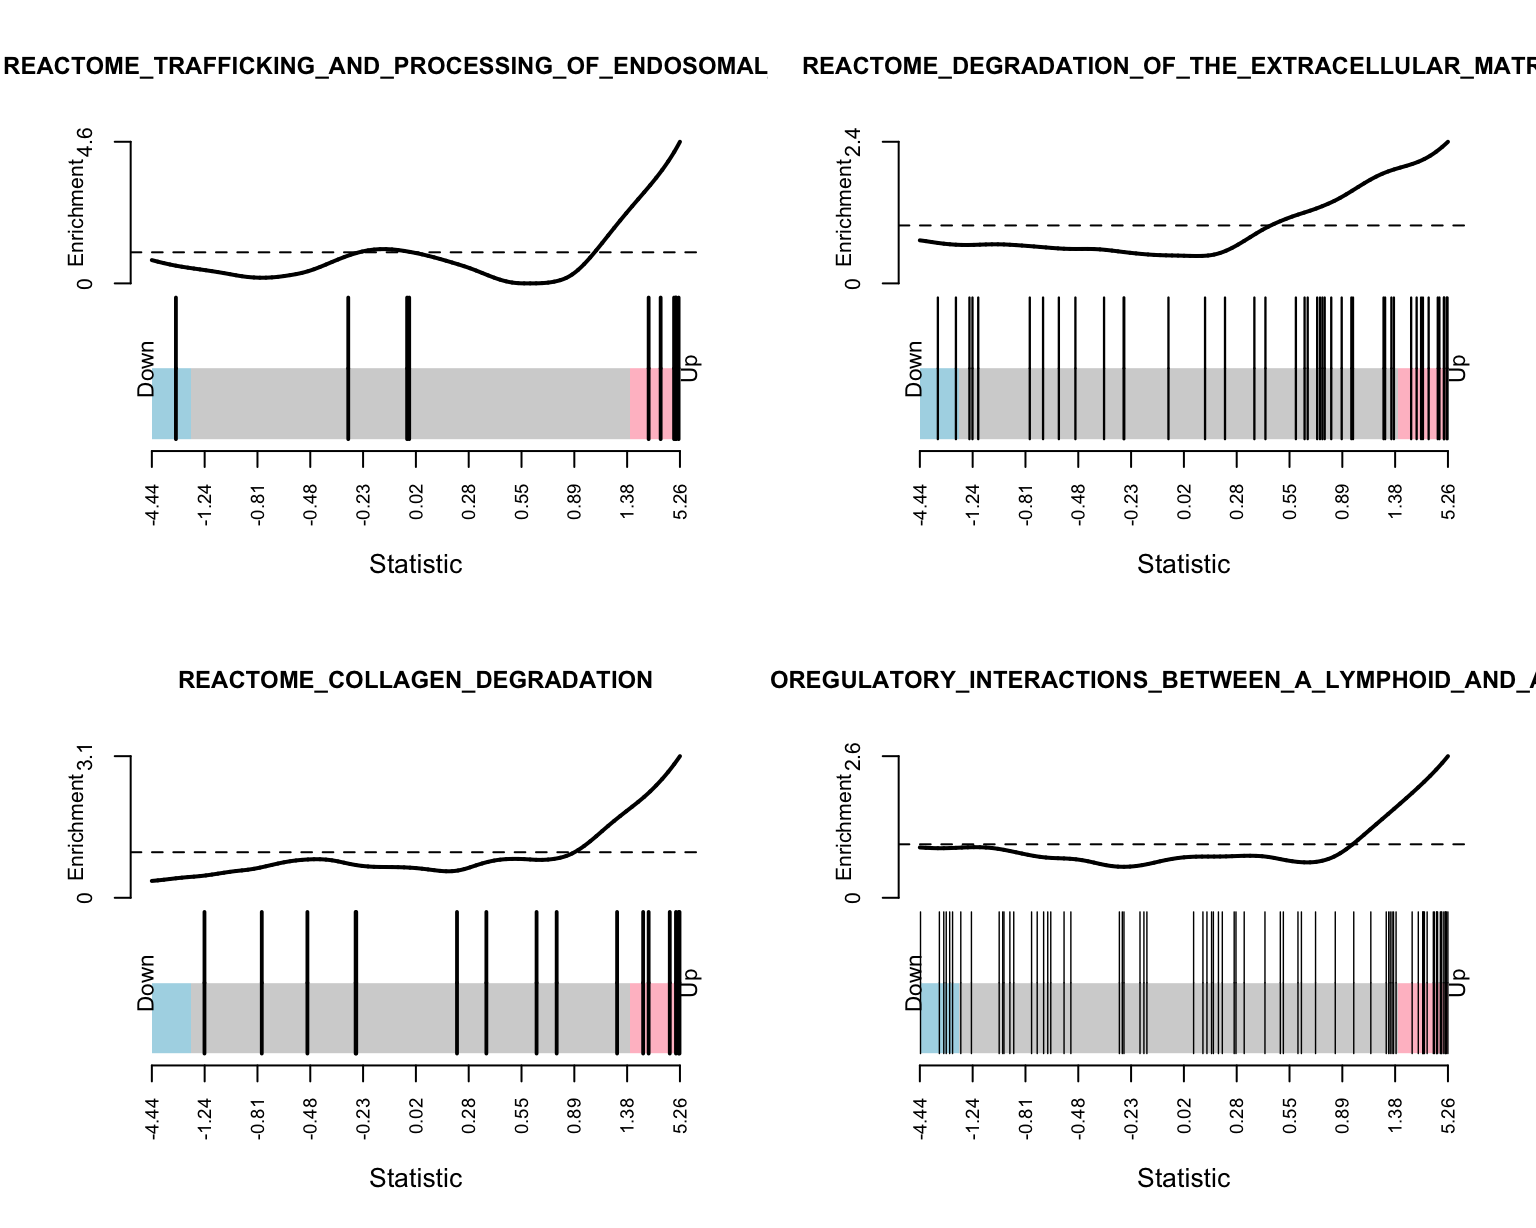 REACTOME_TRAFFICKING_AND_PROCESSING_OF_ENDOSOMAL
Enrichment
0 4.6
Down
Up
-4.44 -1.24 -0.81 -0.48 -0.23 0.02 0.28 0.55 0.89 1.38 5.26
Statistic
REACTOME_DEGRADATION_OF_THE_EXTRACELLULAR_MATR
Enrichment
0 2.4
Down
Up
-4.44 -1.24 -0.81 -0.48 -0.23 0.02 0.28 0.55 0.89 1.38 5.26
Statistic
REACTOME_COLLAGEN_DEGRADATION
Enrichment
0 3.1
Down
Up
-4.44 -1.24 -0.81 -0.48 -0.223 0.02 0.28 0.55 0.89 1.38 5.26
Statistic
OREGULATORY_INTERACTIONS_BETWEEN_A_LYMPHOID_AND_A
Enrichment
0 2.6
Down
Up
-4.44 -1.24 -0.81 -0.48 -0.23 0.02 0.28 0.55 0.89 1.38 5.26
Statistic